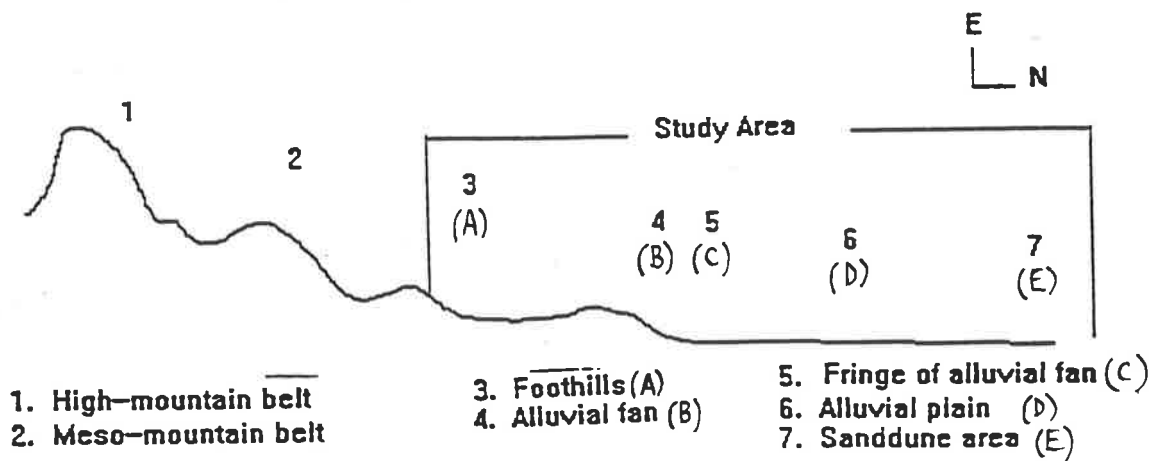 E
N
1
Study Area
2
3
(A)
4 5
(B) (C)
6
(D)
7
(E)
1. High-mountain belt
2. Meso-mountain belt
3. Foothills (A)
4. Alluvial fan (B)
5. Fringe of alluvial fan (C)
6. Alluvial plain (D)
7. Sanddune area (E)